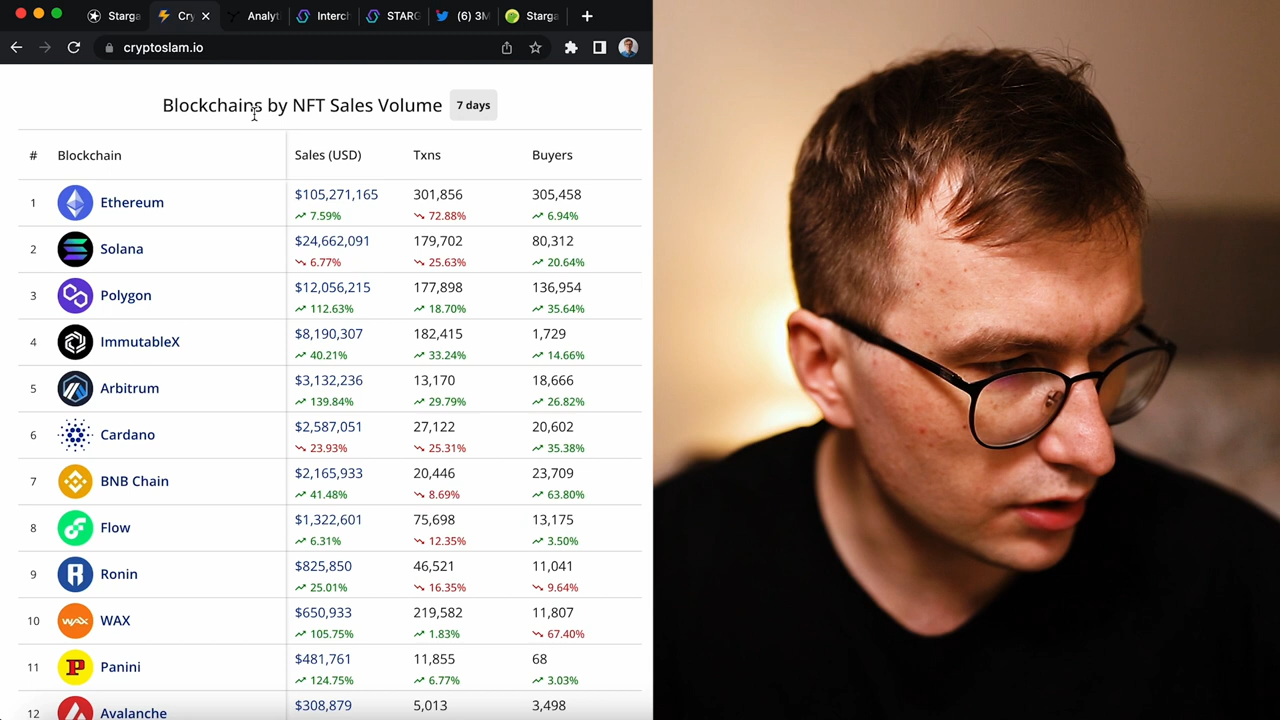 Starga
Cry
Analyt
Interch
STARG
(6) 3M
Starga
cryptoslam.io
Blockchains by NFT Sales Volume 7 days
# Blockchain Sales (USD) Txns Buyers
1 Ethereum $105,271,165 301,856 305,458
7.59% 72.88% 6.94%
2 Solana $24,662,091 179,702 80,312
6.77% 25.63% 20.64%
3 Polygon $12,056,215 177,898 136,954
112.63% 18.70% 35.64%
4 ImmutableX $8,190,307 182,415 1,729
40.21% 33.24% 14.66%
5 Arbitrum $3,132,236 13,170 18,666
139.84% 29.79% 26.82%
6 Cardano $2,587,051 27,122 20,602
23.93% 25.31% 35.38%
7 BNB Chain $2,165,933 20,446 23,709
41.48% 8.69% 63.80%
8 Flow $1,322,601 75,698 13,175
6.31% 12.35% 3.50%
9 Ronin $825,850 46,521 11,041
25.01% 16.35% 9.64%
10 WAX WAX $650,933 219,582 11,807
105.75% 1.83% 67.40%
11 P Panini $481,761 11,855 68
124.75% 6.77% 3.03%
12 Avalanche $308,879 5,013 3,498